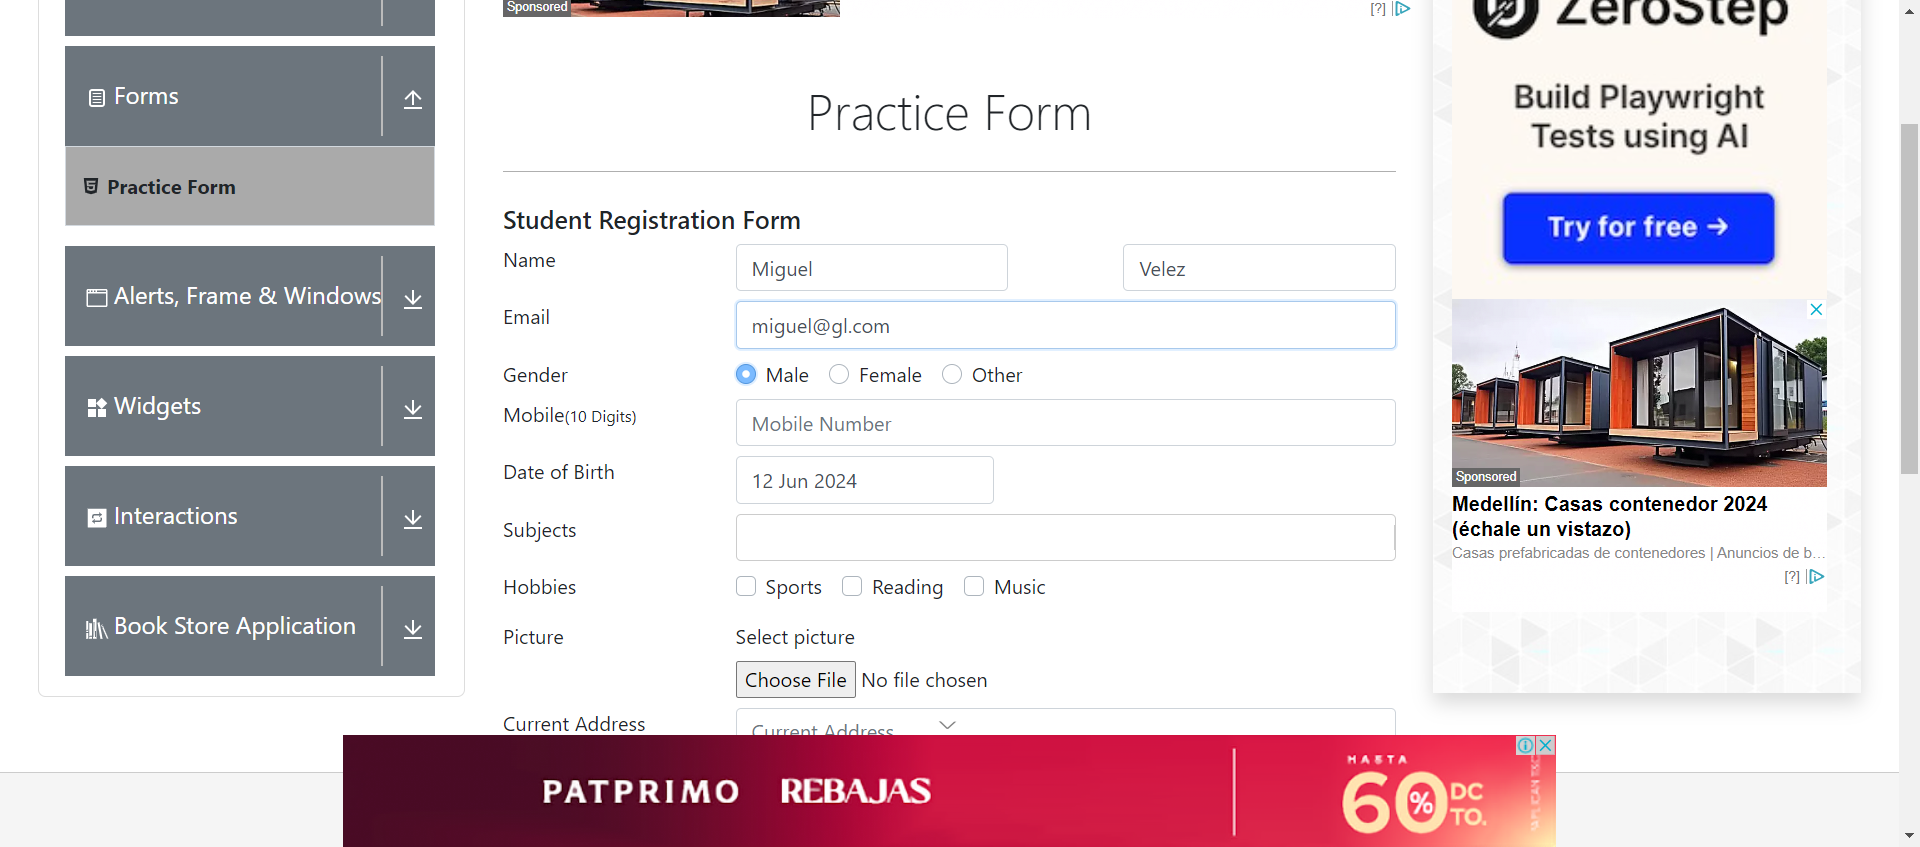 Sponsored
[?]
Forms
Practice Form
Alerts, Frame & Windows
Widgets
Interactions
Book Store Application
Practice Form
Student Registration Form
Name
Miguel
Velez
Email
miguel@gl.com
Gender
Male
Female
Other
Mobile(10 Digits)
Mobile Number
Date of Birth
12 Jun 2024
Subjects
Hobbies
Sports
Reading
Music
Picture
Select picture
Choose File No file chosen
Current Address
Current Address
ZeroStep
Build Playwright
Tests using AI
Try for free →
Sponsored
Medellín: Casas contenedor 2024
(échale un vistazo)
Casas prefabricadas de contenedores | Anuncios de b...
[?]
PATPRIMO REBAJAS
HASTA
60%
DC
TO.